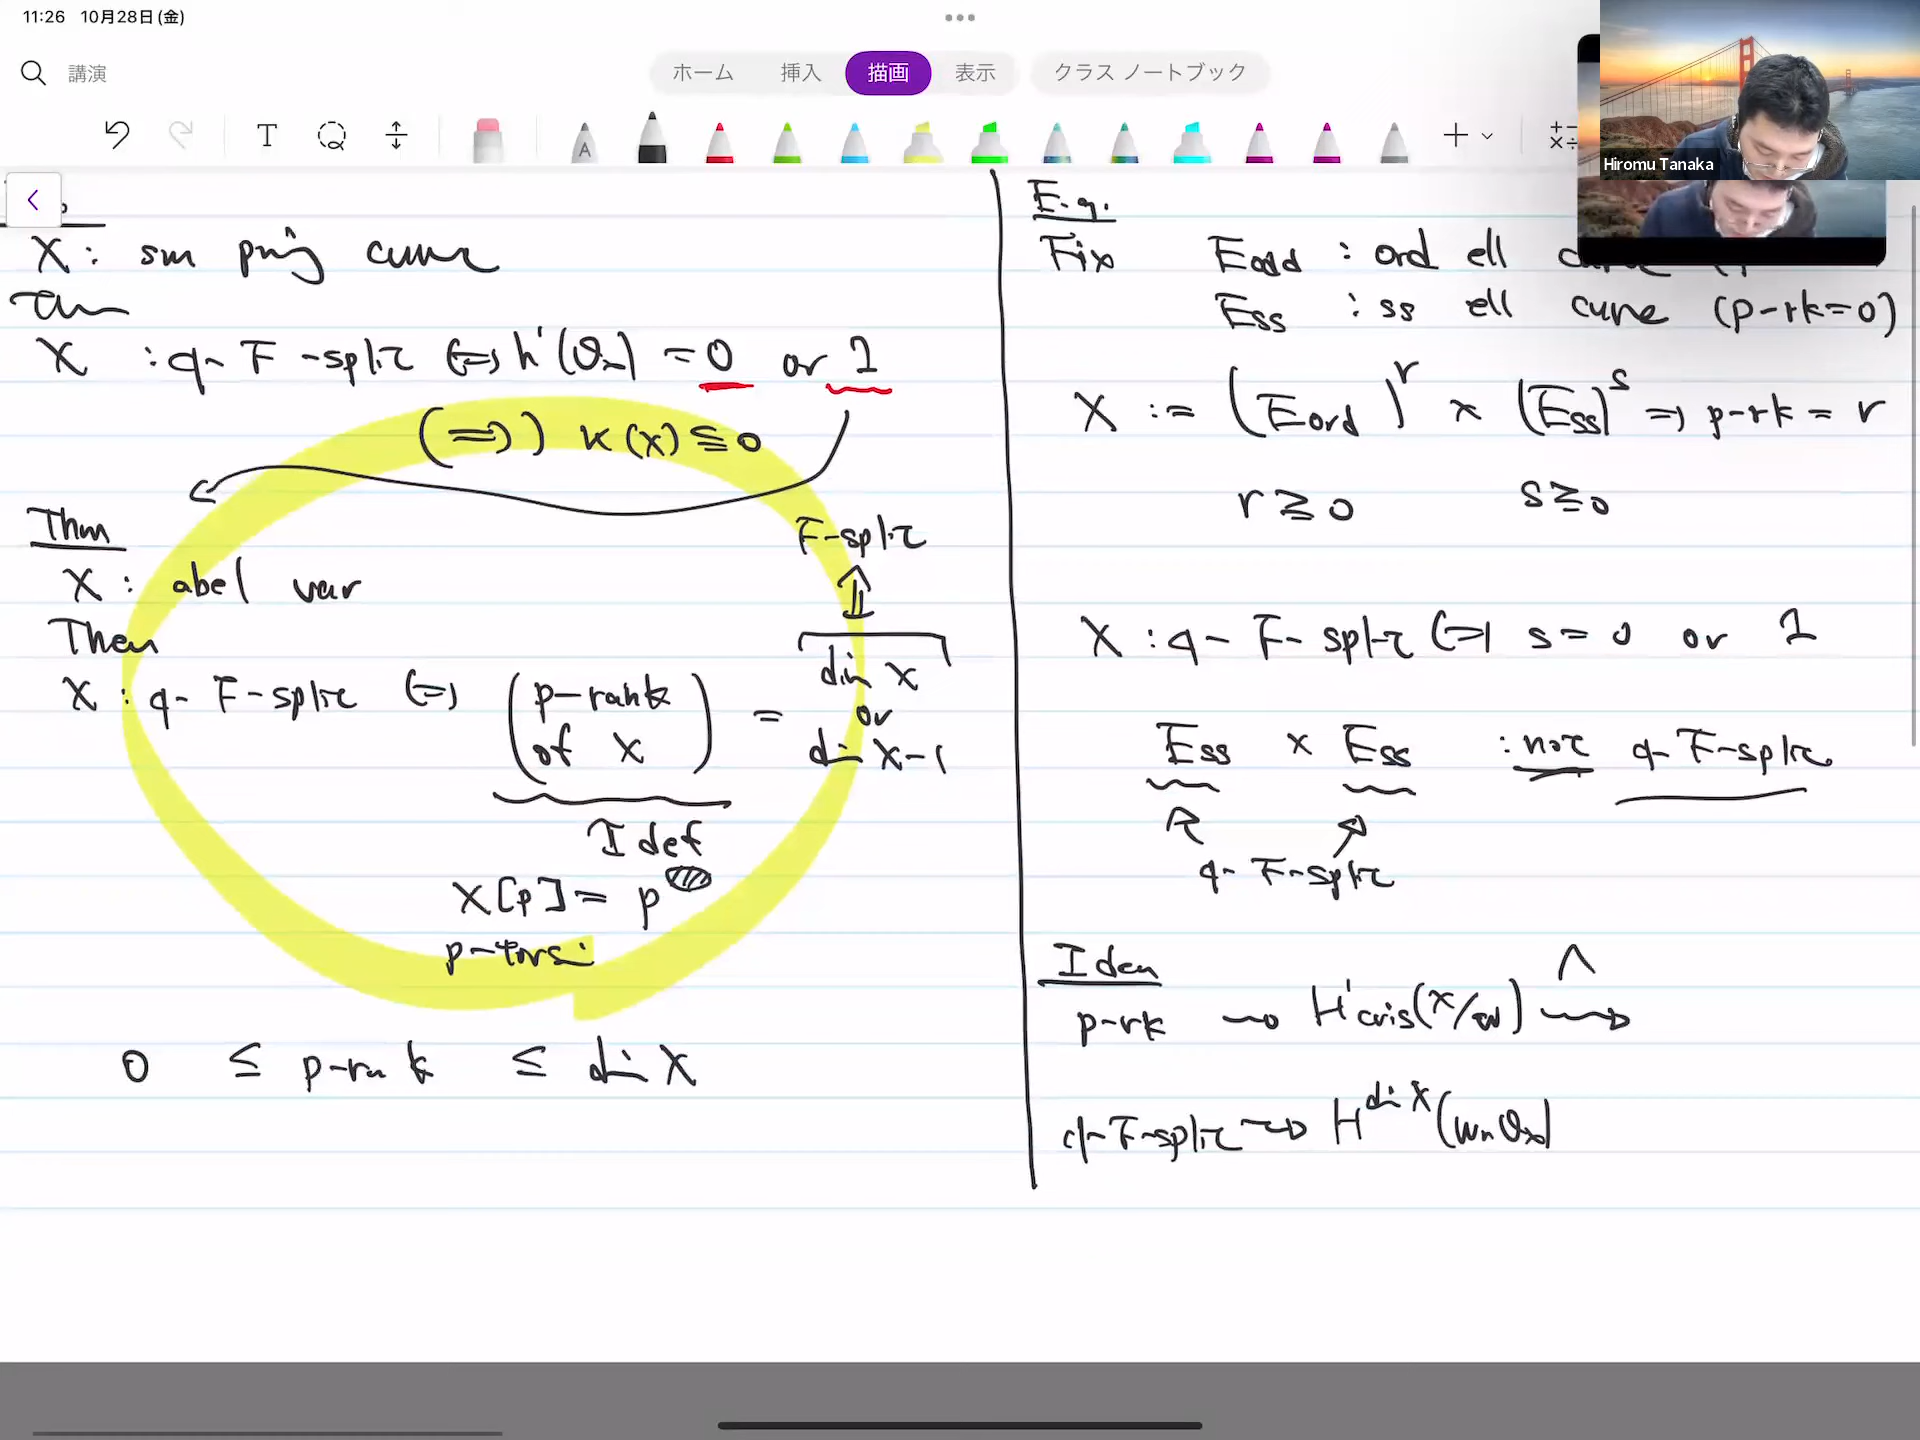 11:26 10月28日(金)
講演
ホーム 挿入 描画 表示 クラス ノートブック
Hiromu Tanaka
X : sm proj curve
Then
X : q-F-split ⇔ h¹(O_X) = 0 or 1
(⇒) κ(X) ≦ 0
Thm
X : abel var
Then
X : q-F-split ⇔ (p-rank of X) = dim X or dim X-1
F-split
⇕
∥ def
X[p] = p
p-tors
0 ≤ p-rank ≤ dim X
E.g.
Fix E_ord : ord ell
E_ss : ss ell curve (p-rk=0)
X := (E_ord)^r × (E_ss)^s ⇒ p-rk = r
r ≧ 0 s ≧ 0
X : q-F-split ⇔ s = 0 or 1
E_ss × E_ss : not q-F-split
q-F-split
Idea
p-rk ⇝ H¹cris(X/W) ⇝
∧
q-F-split ⇝ H^{dim X}(W_n O_X)